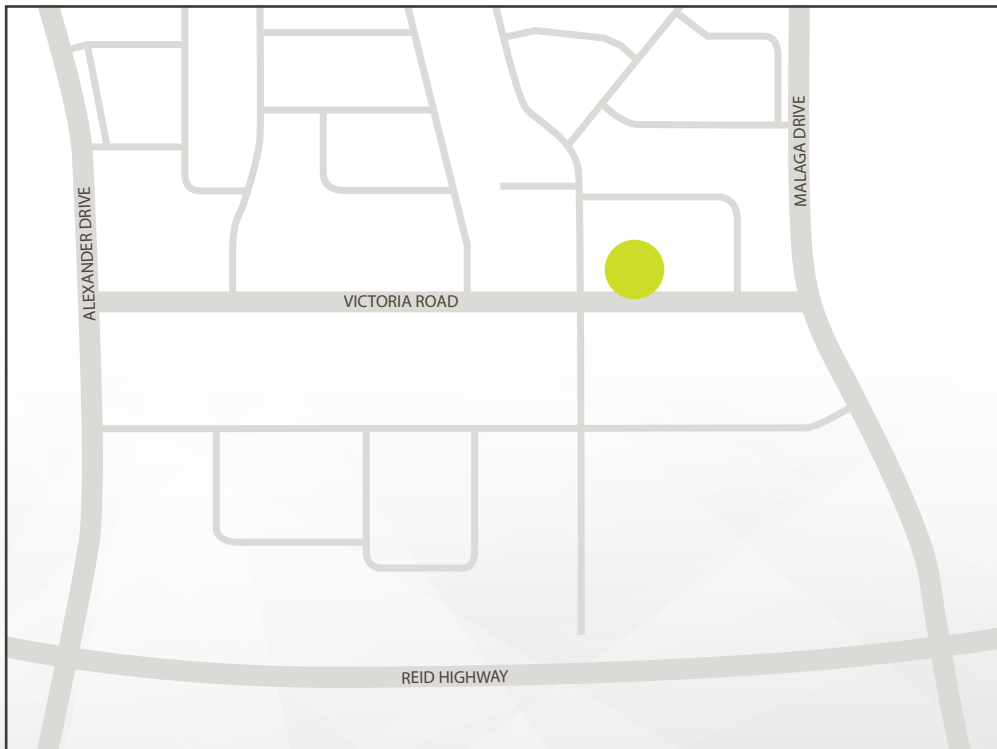 MALAGA DRIVE
ALEXANDER DRIVE
VICTORIA ROAD
REID HIGHWAY